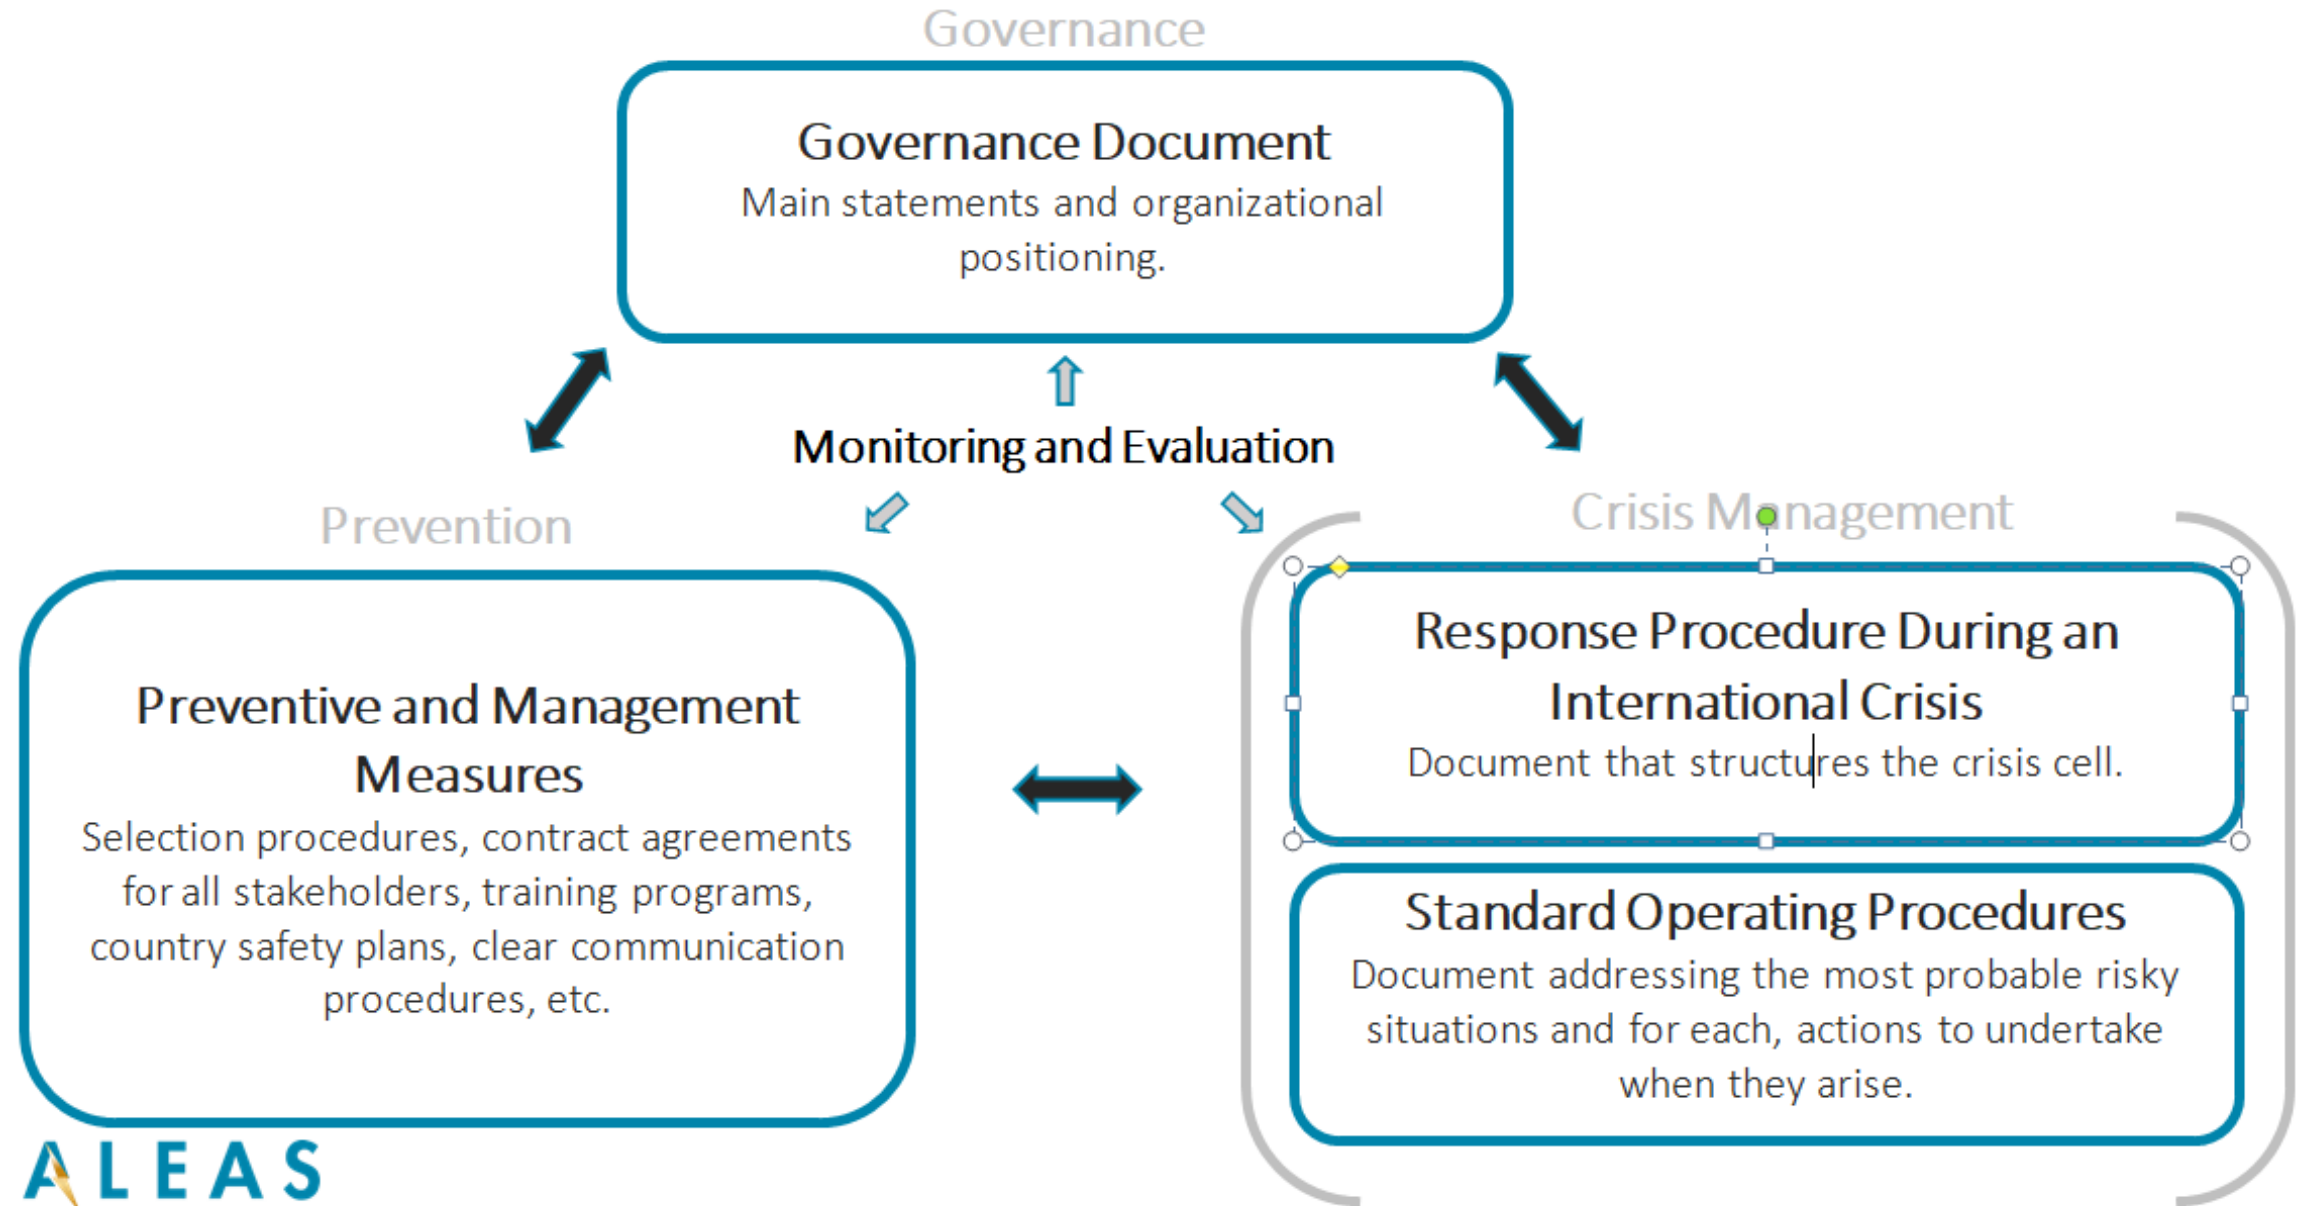 Governance
Governance Document
Main statements and organizational
positioning.
Monitoring and Evaluation
Prevention
Preventive and Management
Measures
Selection procedures, contract agreements
for all stakeholders, training programs,
country safety plans, clear communication
procedures, etc.
Crisis Management
Response Procedure During an
International Crisis
Document that structures the crisis cell.
Standard Operating Procedures
Document addressing the most probable risky
situations and for each, actions to undertake
when they arise.
ALEAS